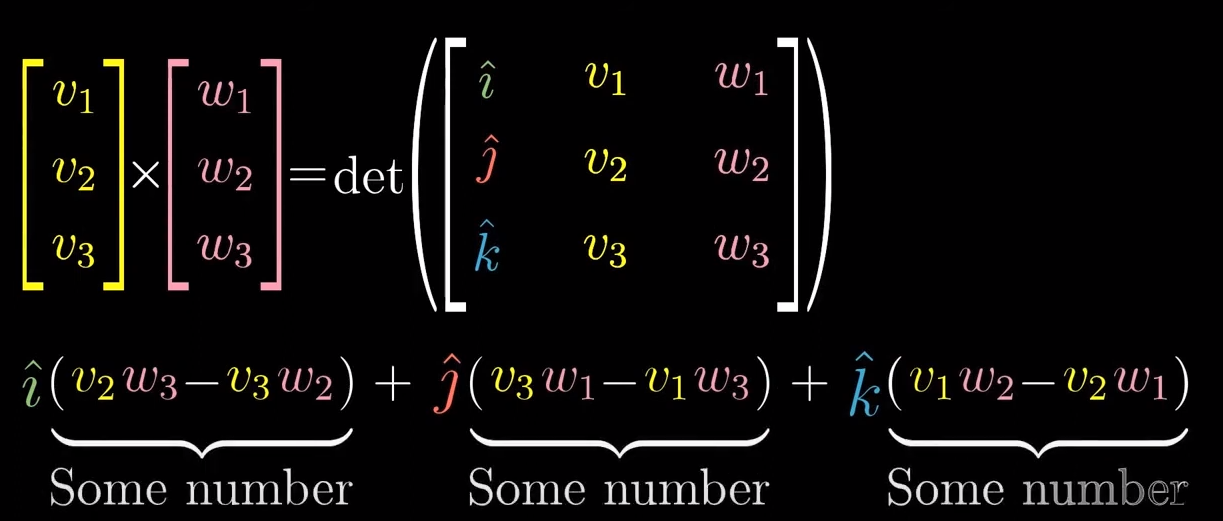 [v₁ v₂ v₃] × [w₁ w₂ w₃] = det([î v₁ w₁
ĵ v₂ w₂
k̂ v₃ w₃])
î(v₂w₃ − v₃w₂) + ĵ(v₃w₁ − v₁w₃) + k̂(v₁w₂ − v₂w₁)
Some number Some number Some number